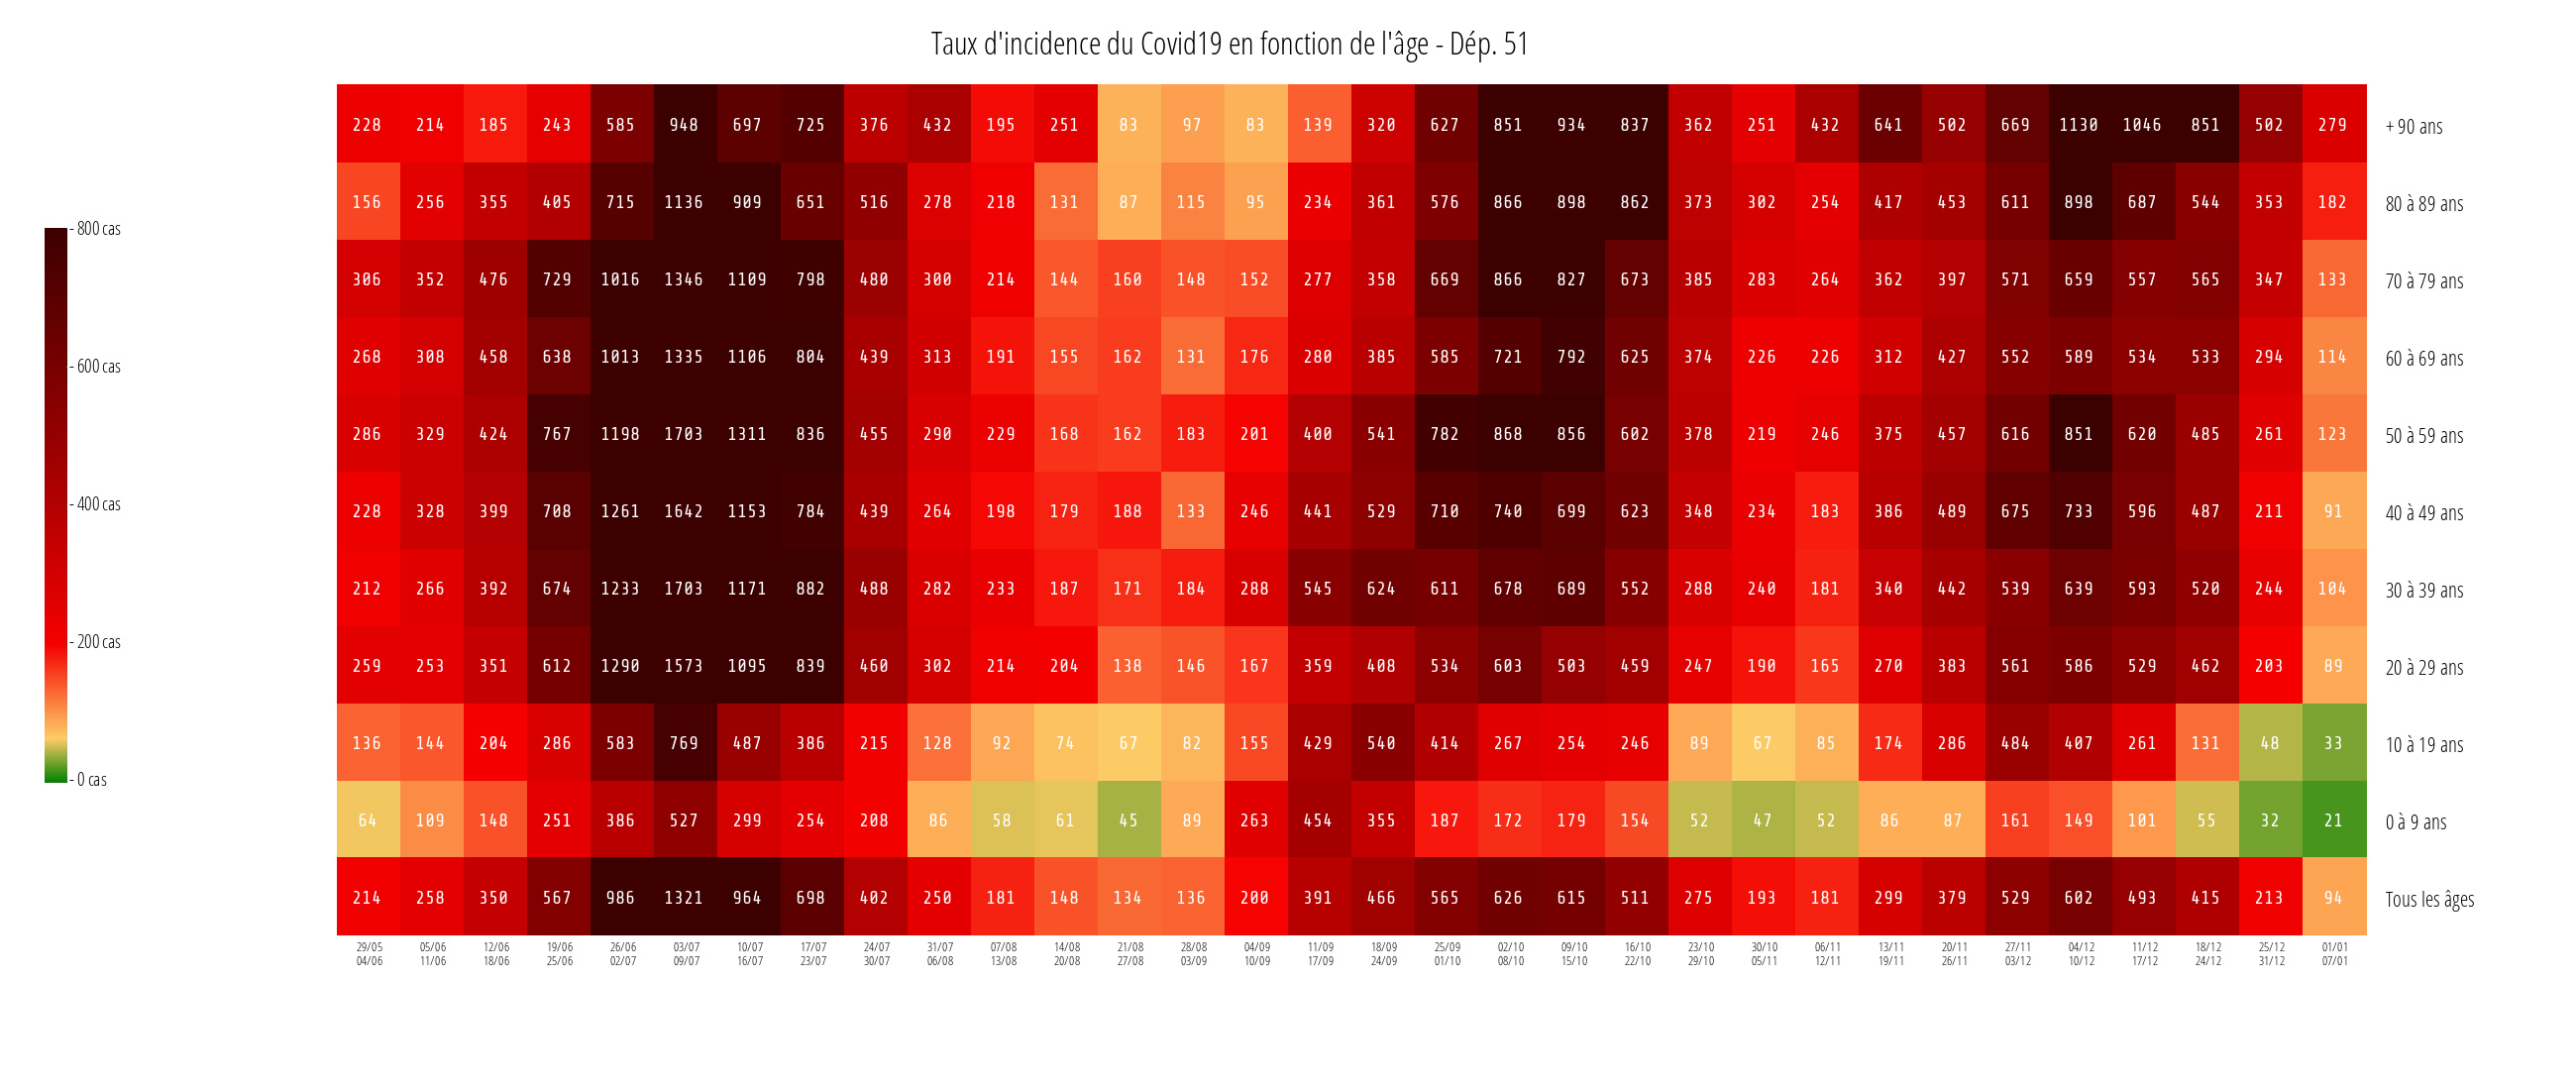 Taux d'incidence du Covid19 en fonction de l'âge - Dép. 51
228 214 185 243 585 948 697 725 376 432 195 251 83 97 83 139 320 627 851 934 837 362 251 432 641 502 669 1130 1046 851 502 279 + 90 ans
156 256 355 405 715 1136 909 651 516 278 218 131 87 115 95 234 361 576 866 898 862 373 302 254 417 453 611 898 687 544 353 182 80 à 89 ans
306 352 476 729 1016 1346 1109 798 480 300 214 144 160 148 152 277 358 669 866 827 673 385 283 264 362 397 571 659 557 565 347 133 70 à 79 ans
268 308 458 638 1013 1335 1106 804 439 313 191 155 162 131 176 280 385 585 721 792 625 374 226 226 312 427 552 589 534 533 294 114 60 à 69 ans
286 329 424 767 1198 1703 1311 836 455 290 229 168 162 183 201 400 541 782 868 856 602 378 219 246 375 457 616 851 620 485 261 123 50 à 59 ans
228 328 399 708 1261 1642 1153 784 439 264 198 179 188 133 246 441 529 710 740 699 623 348 234 183 386 489 675 733 596 487 211 91 40 à 49 ans
212 266 392 674 1233 1703 1171 882 488 282 233 187 171 184 288 545 624 611 678 689 552 288 240 181 340 442 539 639 593 520 244 104 30 à 39 ans
259 253 351 612 1290 1573 1095 839 460 302 214 204 138 146 167 359 408 534 603 503 459 247 190 165 270 383 561 586 529 462 203 89 20 à 29 ans
136 144 204 286 583 769 487 386 215 128 92 74 67 82 155 429 540 414 267 254 246 89 67 85 174 286 484 407 261 131 48 33 10 à 19 ans
64 109 148 251 386 527 299 254 208 86 58 61 45 89 263 454 355 187 172 179 154 52 47 52 86 87 161 149 101 55 32 21 0 à 9 ans
214 258 350 567 986 1321 964 698 402 250 181 148 134 136 200 391 466 565 626 615 511 275 193 181 299 379 529 602 493 415 213 94 Tous les âges
29/05 05/06 12/06 19/06 26/06 03/07 10/07 17/07 24/07 31/07 07/08 14/08 21/08 28/08 04/09 11/09 18/09 25/09 02/10 09/10 16/10 23/10 30/10 06/11 13/11 20/11 27/11 04/12 11/12 18/12 25/12 01/01
04/06 11/06 18/06 25/06 02/07 09/07 16/07 23/07 30/07 06/08 13/08 20/08 27/08 03/09 10/09 17/09 24/09 01/10 08/10 15/10 22/10 29/10 05/11 12/11 19/11 26/11 03/12 10/12 17/12 24/12 31/12 07/01
- 800 cas
- 600 cas
- 400 cas
- 200 cas
- 0 cas